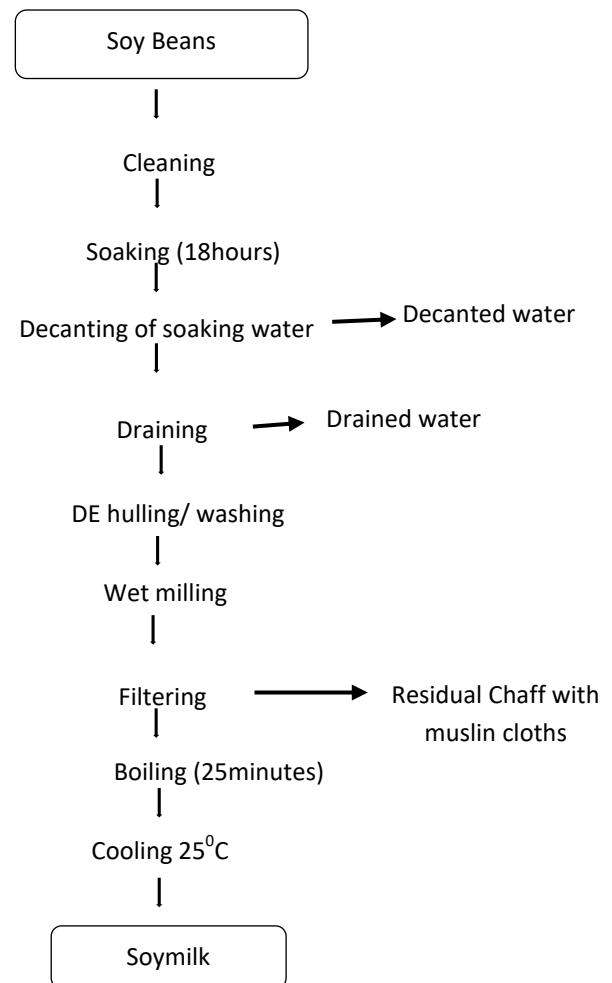 Soy Beans
Cleaning
Soaking (18hours)
Decanting of soaking water
Decanted water
Draining
Drained water
DE hulling/ washing
Wet milling
Filtering
Residual Chaff with
muslin cloths
Boiling (25minutes)
Cooling 25⁰C
Soymilk